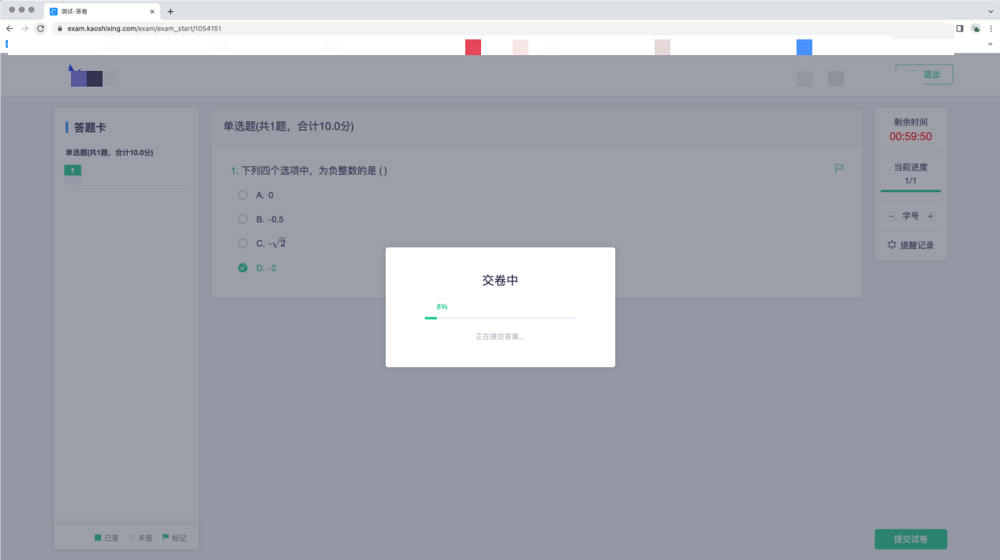 测试-答卷
exam.kaoshixing.com/exam/exam_start/1054151
退出
答题卡
单选题(共1题，合计10.0分)
1
已答 未答 标记
单选题(共1题，合计10.0分)
1. 下列四个选项中，为负整数的是 ( )
A. 0
B. -0.5
C. -√2
D. -2
交卷中
8%
正在提交答案...
剩余时间
00:59:50
当前进度
1/1
− 字号 +
提醒记录
提交试卷